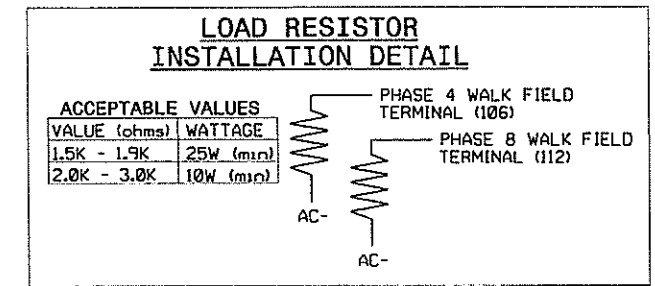 LOAD RESISTOR
INSTALLATION DETAIL
ACCEPTABLE VALUES
VALUE (ohms) WATTAGE
1.5K - 1.9K 25W (min)
2.0K - 3.0K 10W (min)
PHASE 4 WALK FIELD
TERMINAL (106)
PHASE 8 WALK FIELD
TERMINAL (112)
AC-
AC-